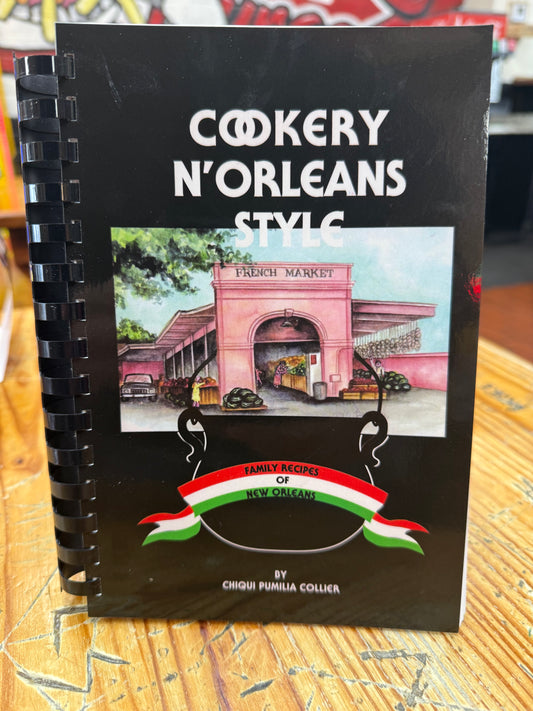 COOKERY
N'ORLEANS
STYLE
FRENCH MARKET
FAMILY RECIPES
OF
NEW ORLEANS
BY
CHIQUI PUMILIA COLLIER